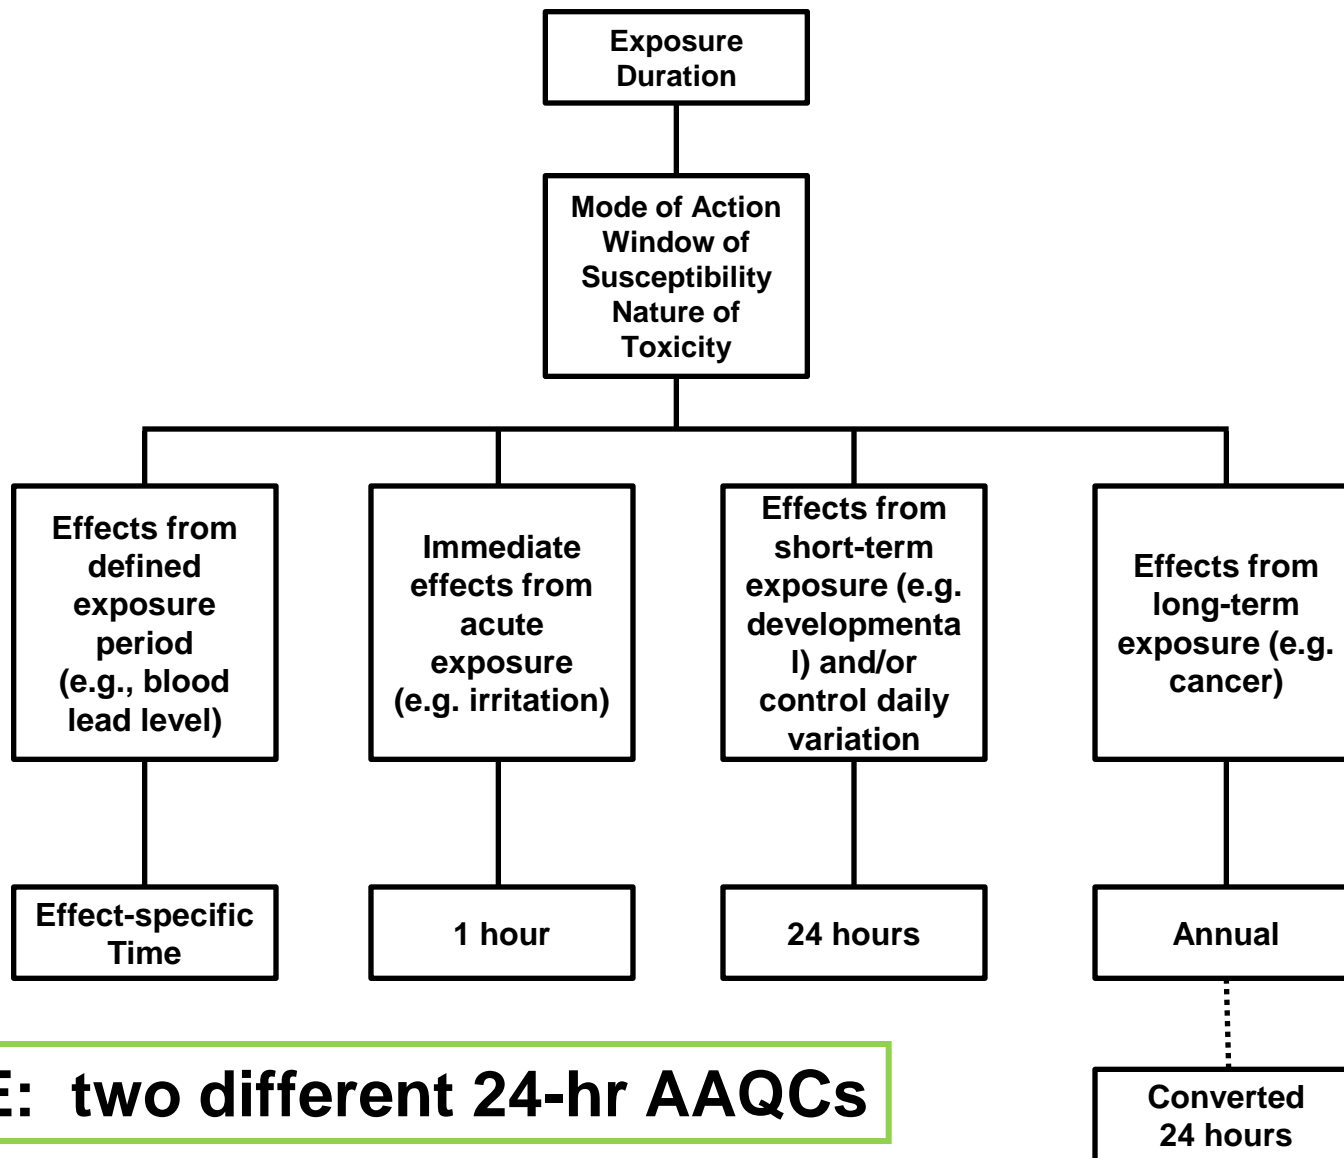 Exposure
Duration
Mode of Action
Window of
Susceptibility
Nature of
Toxicity
Effects from
defined
exposure
period
(e.g., blood
lead level)
Immediate
effects from
acute
exposure
(e.g. irritation)
Effects from
short-term
exposure (e.g.
developmenta
l) and/or
control daily
variation
Effects from
long-term
exposure (e.g.
cancer)
Effect-specific
Time
1 hour
24 hours
Annual
E: two different 24-hr AAQCs
Converted
24 hours